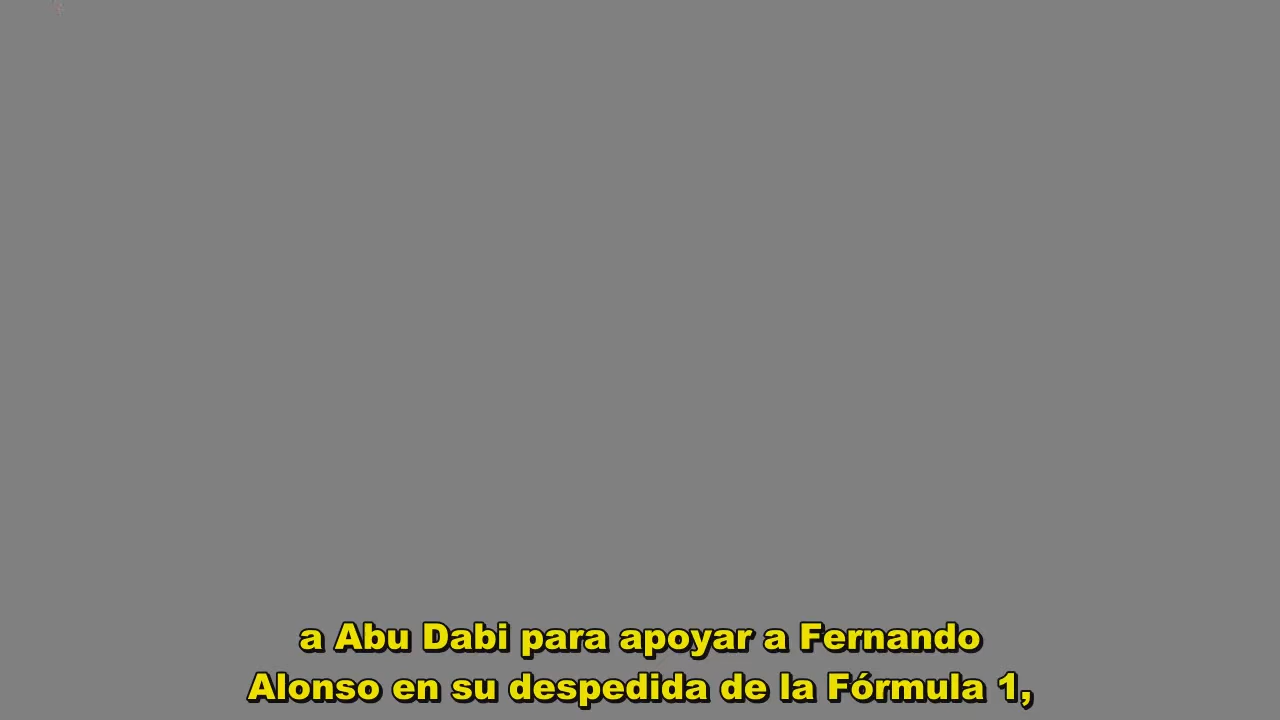 a Abu Dabi para apoyar a Fernando
Alonso en su despedida de la Fórmula 1,